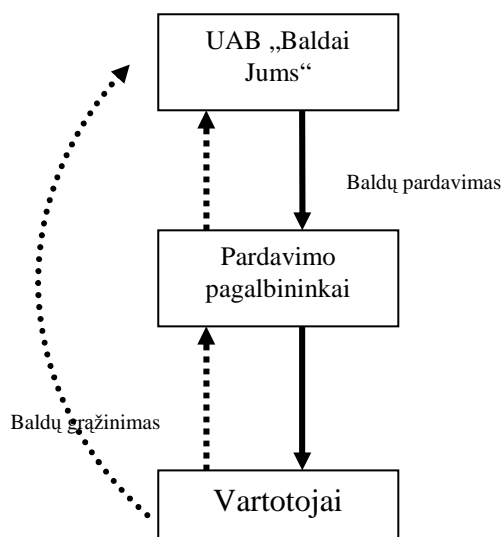 UAB „Baldai
Jums“
Baldų pardavimas
Pardavimo
pagalbininkai
Baldų grąžinimas
Vartotojai